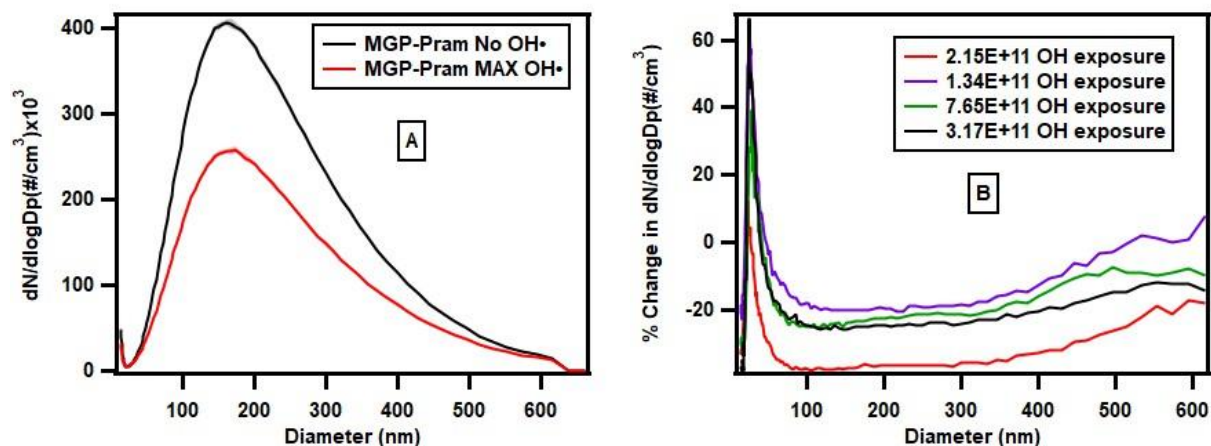 400
300
200
100
0
dN/dlogDp(#/cm³)x10³
MGP-Pram No OH•
MGP-Pram MAX OH•
A
100 200 300 400 500 600
Diameter (nm)
60
40
20
0
-20
% Change in dN/dlogDp(#/cm³)
2.15E+11 OH exposure
1.34E+11 OH exposure
7.65E+11 OH exposure
3.17E+11 OH exposure
B
100 200 300 400 500 600
Diameter (nm)